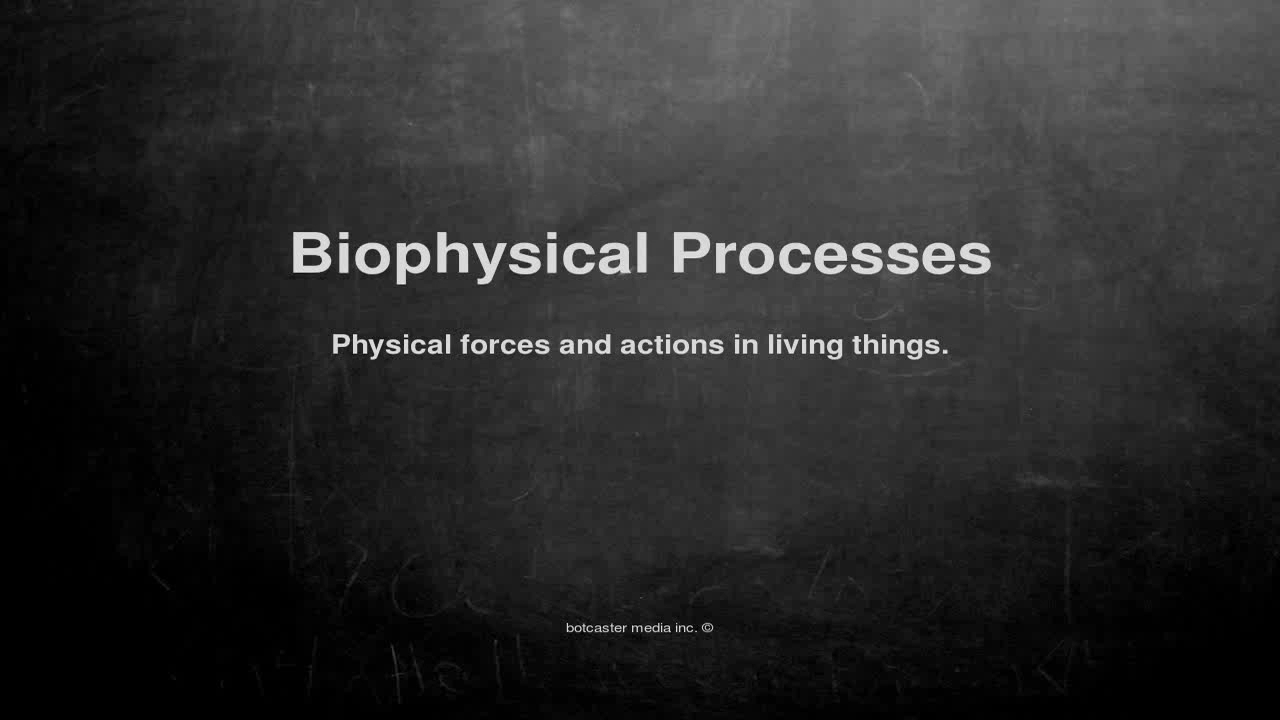 Biophysical Processes
Physical forces and actions in living things.
botcaster media inc. ©